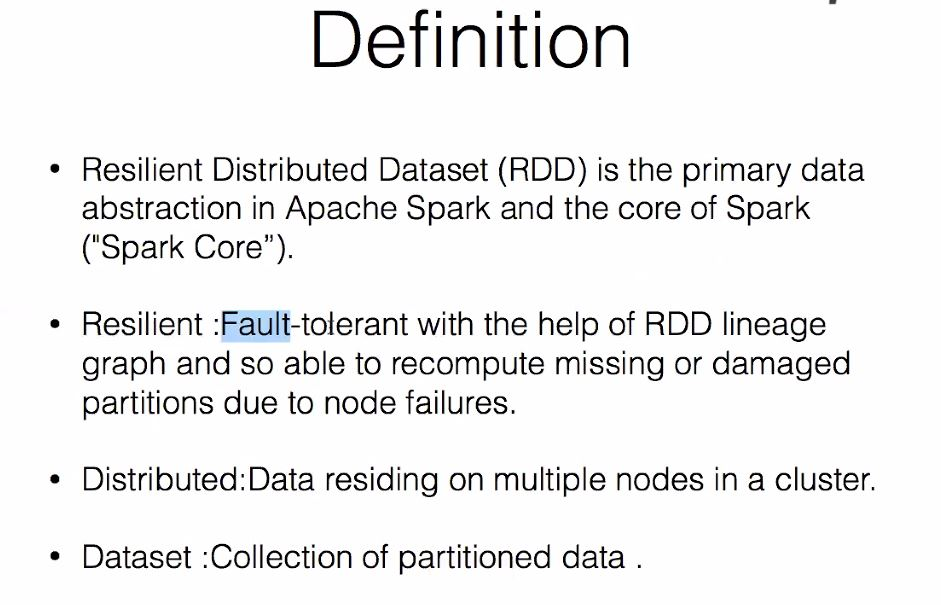 Definition
• Resilient Distributed Dataset (RDD) is the primary data
abstraction in Apache Spark and the core of Spark
("Spark Core”).
• Resilient :Fault-tolerant with the help of RDD lineage
graph and so able to recompute missing or damaged
partitions due to node failures.
• Distributed:Data residing on multiple nodes in a cluster.
• Dataset :Collection of partitioned data .